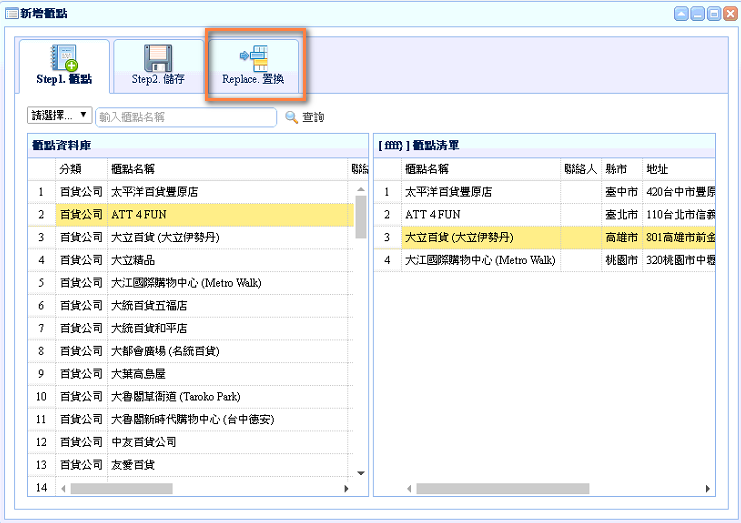 新增櫃點
Step1. 櫃點 Step2. 儲存 Replace. 置換
請選擇... 輸入櫃點名稱 查詢
櫃點資料庫
分類 櫃點名稱 聯絡
1 百貨公司 太平洋百貨豐原店
2 百貨公司 ATT 4 FUN
3 百貨公司 大立百貨 (大立伊勢丹)
4 百貨公司 大立精品
5 百貨公司 大江國際購物中心 (Metro Walk)
6 百貨公司 大統百貨五福店
7 百貨公司 大統百貨和平店
8 百貨公司 大都會廣場 (名統百貨)
9 百貨公司 大葉高島屋
10 百貨公司 大魯閣草衙道 (Taroko Park)
11 百貨公司 大魯閣新時代購物中心 (台中德安)
12 百貨公司 中友百貨公司
13 百貨公司 友愛百貨
14
[ ffff} ] 櫃點清單
櫃點名稱 聯絡人 縣市 地址
1 太平洋百貨豐原店 臺中市 420台中市豐原
2 ATT 4 FUN 臺北市 110台北市信義
3 大立百貨 (大立伊勢丹) 高雄市 801高雄市前金
4 大江國際購物中心 (Metro Walk) 桃園市 320桃園市中壢